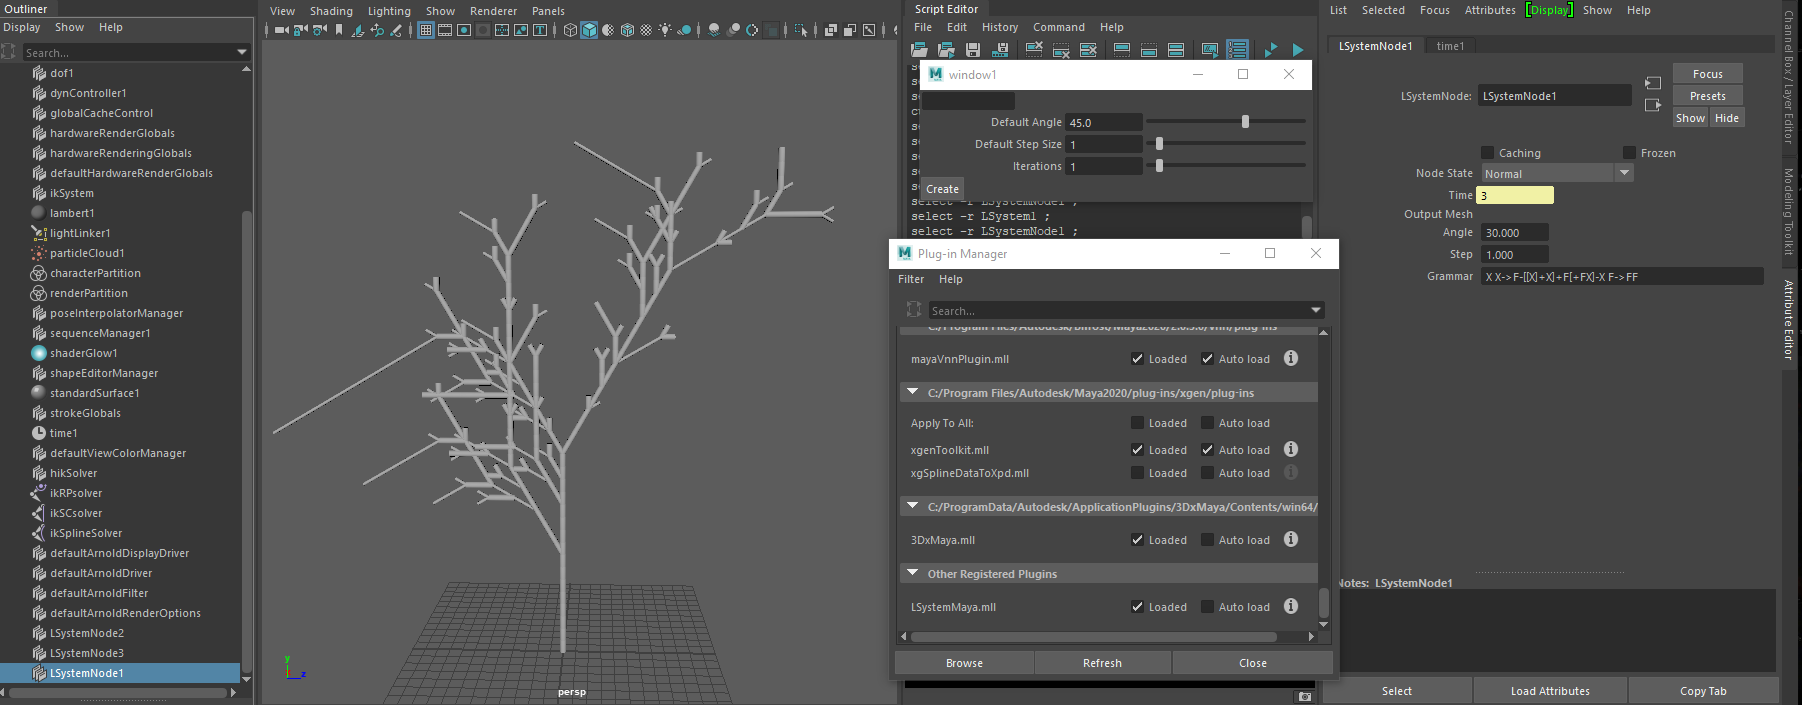 Outliner
Display Show Help
Search...
dof1
dynController1
globalCacheControl
hardwareRenderGlobals
hardwareRenderingGlobals
defaultHardwareRenderGlobals
ikSystem
lambert1
lightLinker1
particleCloud1
characterPartition
renderPartition
poseInterpolatorManager
sequenceManager1
shaderGlow1
shapeEditorManager
standardSurface1
strokeGlobals
time1
defaultViewColorManager
hikSolver
ikRPsolver
ikSCsolver
ikSplineSolver
defaultArnoldDisplayDriver
defaultArnoldDriver
defaultArnoldFilter
defaultArnoldRenderOptions
LSystemNode2
LSystemNode3
LSystemNode1
View Shading Lighting Show Renderer Panels
y
z
persp
Script Editor
File Edit History Command Help
window1
Default Angle 45.0
Default Step Size 1
Iterations 1
Create
select -r LSystemNode1 ;
select -r LSystem1 ;
select -r LSystemNode1 ;
Plug-in Manager
Filter Help
Search...
C:/Program Files/Autodesk/Bifrost/Maya2020/2.0.5.0/vnn/plug-ins
mayaVnnPlugin.mll Loaded Auto load
C:/Program Files/Autodesk/Maya2020/plug-ins/xgen/plug-ins
Apply To All: Loaded Auto load
xgenToolkit.mll Loaded Auto load
xgSplineDataToXpd.mll Loaded Auto load
C:/ProgramData/Autodesk/ApplicationPlugins/3DxMaya/Contents/win64/
3DxMaya.mll Loaded Auto load
Other Registered Plugins
LSystemMaya.mll Loaded Auto load
Browse Refresh Close
List Selected Focus Attributes [Display] Show Help
LSystemNode1 time1
Focus
LSystemNode: LSystemNode1 Presets
Show Hide
Caching Frozen
Node State Normal
Time 3
Output Mesh
Angle 30.000
Step 1.000
Grammar X X->F-[[X]+X]+F[+FX]-X F->FF
Notes: LSystemNode1
Select Load Attributes Copy Tab
Channel Box / Layer Editor
Modeling Toolkit
Attribute Editor